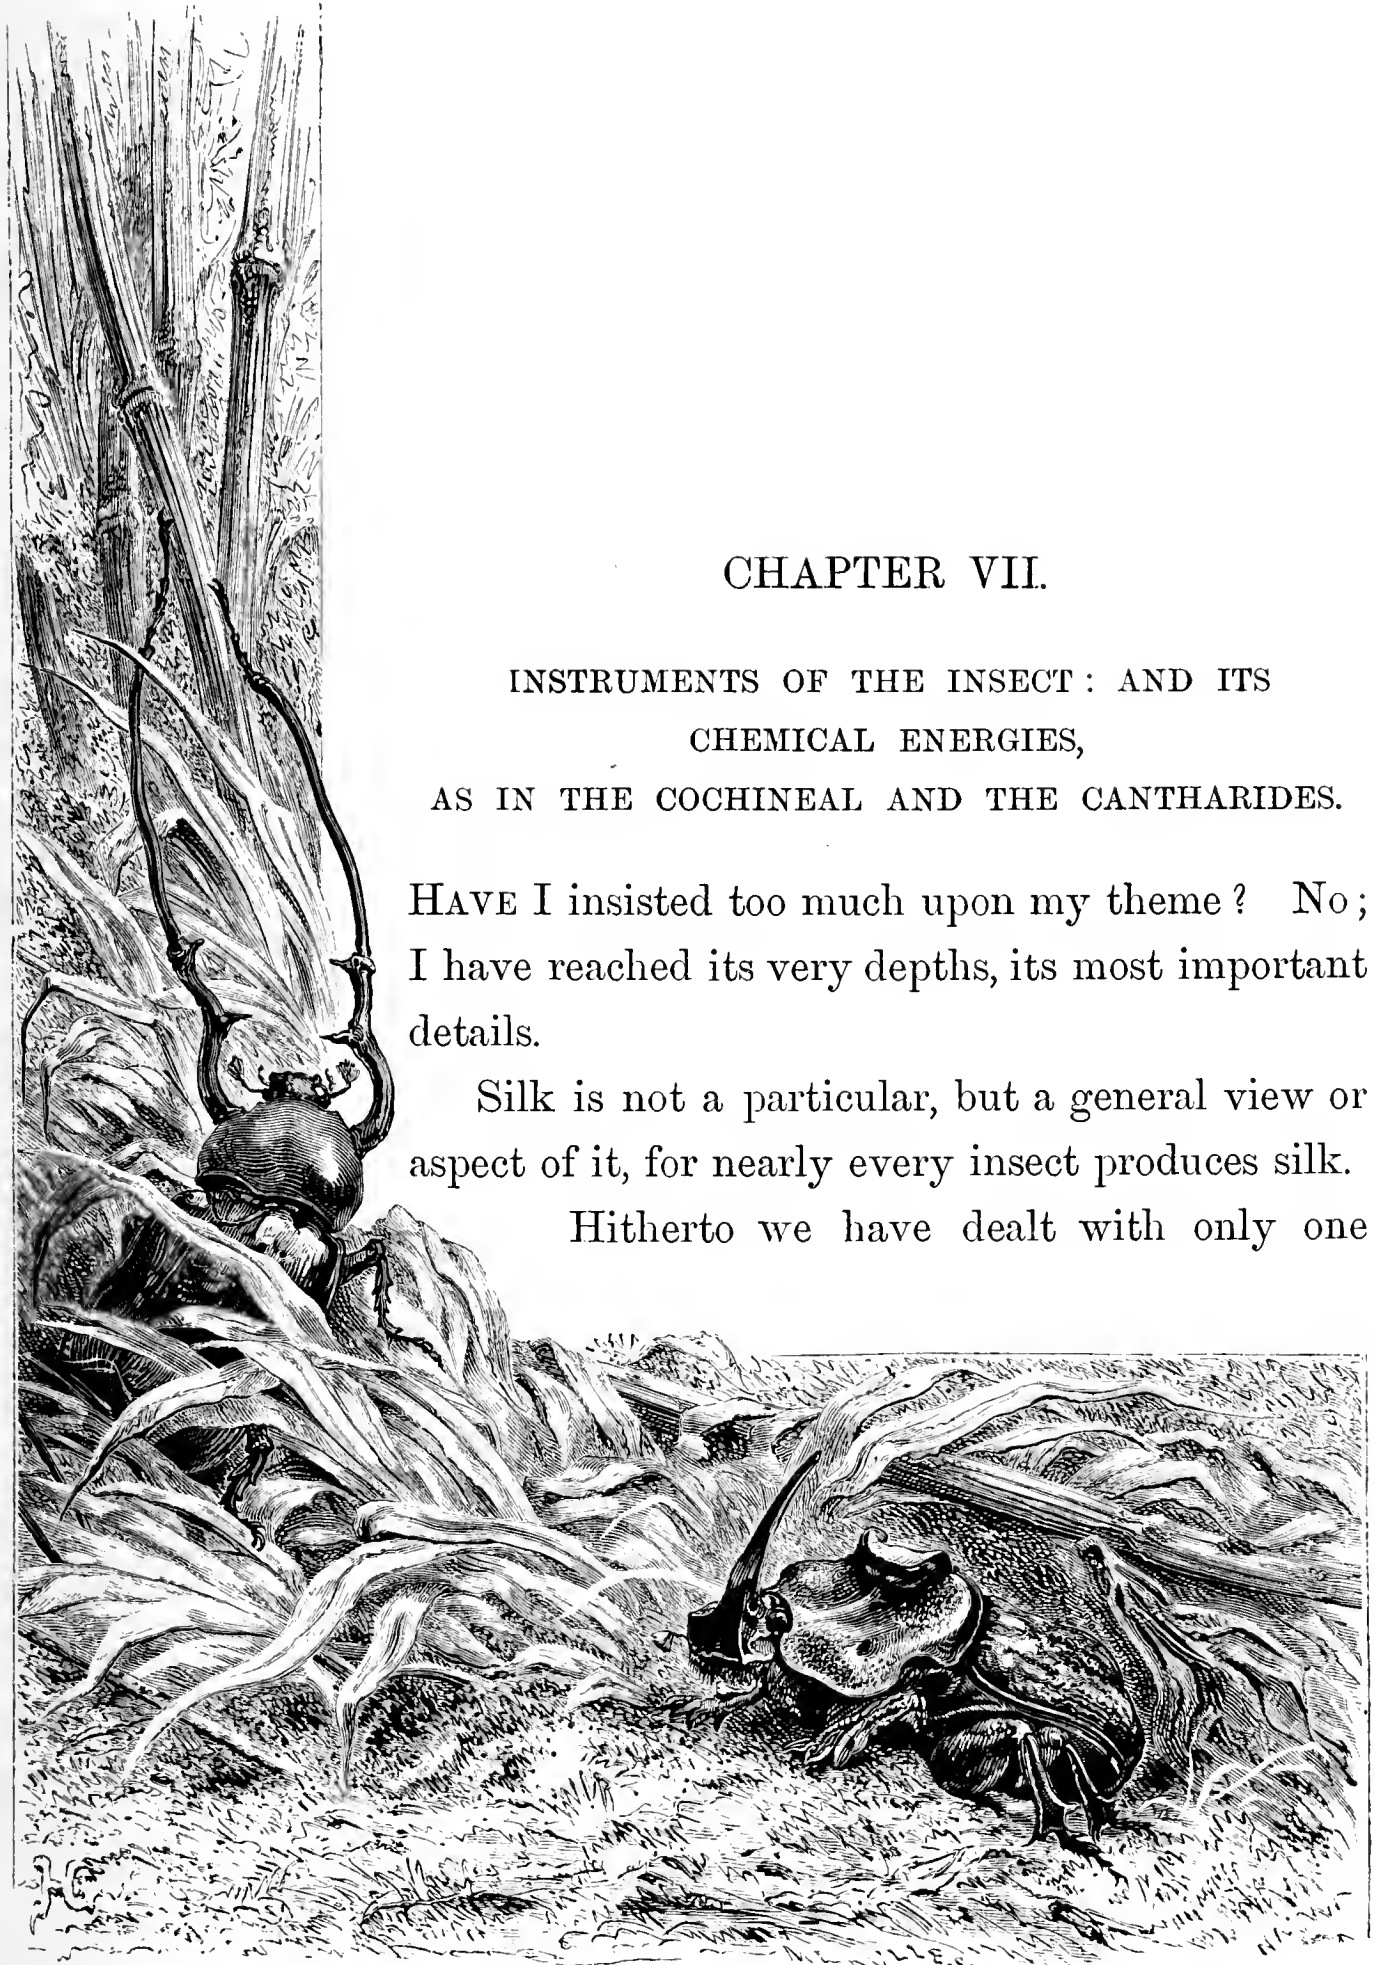 CHAPTER VII.
INSTRUMENTS OF THE INSECT : AND ITS
CHEMICAL ENERGIES,
AS IN THE COCHINEAL AND THE CANTHARIDES.
HAVE I insisted too much upon my theme ? No ;
I have reached its very depths, its most important
details.
Silk is not a particular, but a general view or
aspect of it, for nearly every insect produces silk.
Hitherto we have dealt with only one